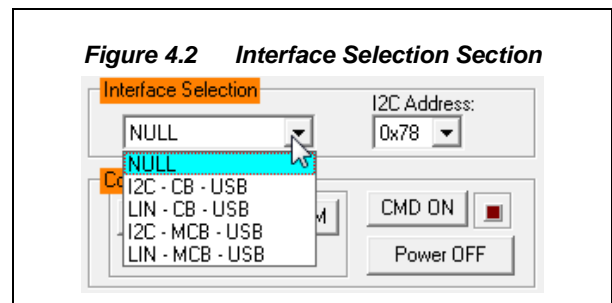 Figure 4.2 Interface Selection Section
Interface Selection
I2C Address:
NULL
0x78
NULL
I2C - CB - USB
LIN - CB - USB
I2C - MCB - USB
LIN - MCB - USB
CMD ON
Power OFF